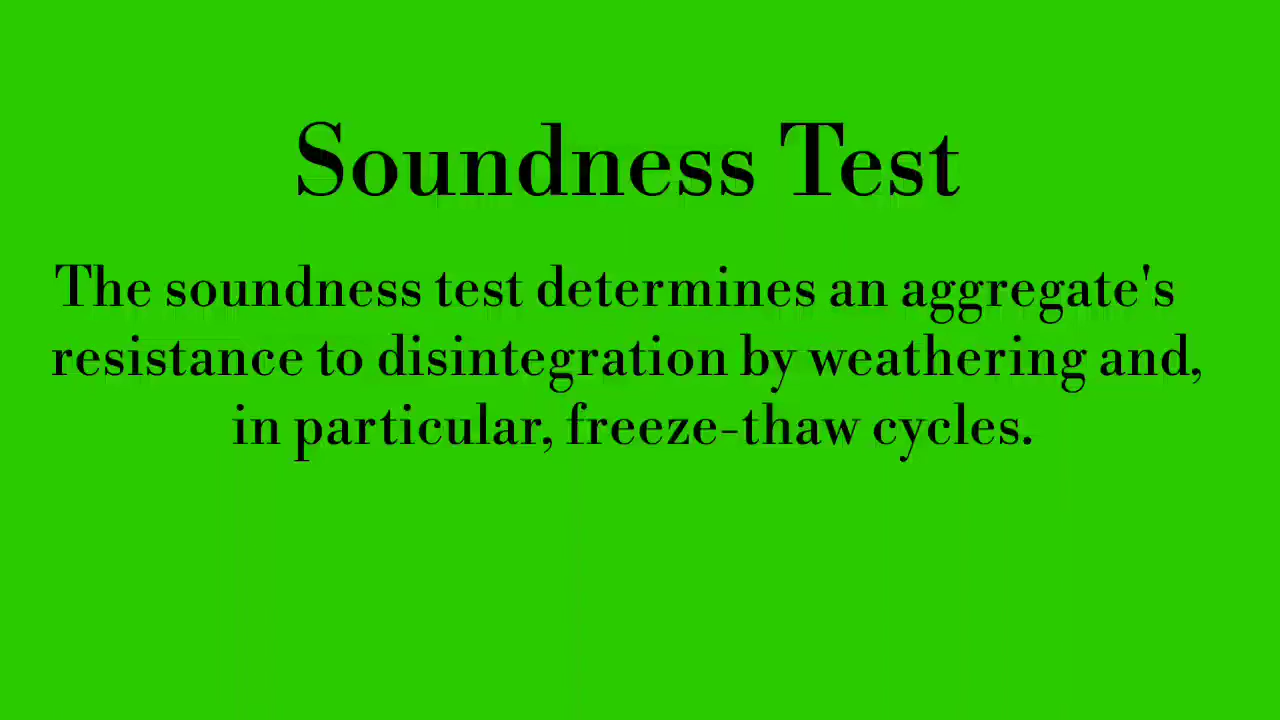 Soundness Test
The soundness test determines an aggregate's
resistance to disintegration by weathering and,
in particular, freeze-thaw cycles.